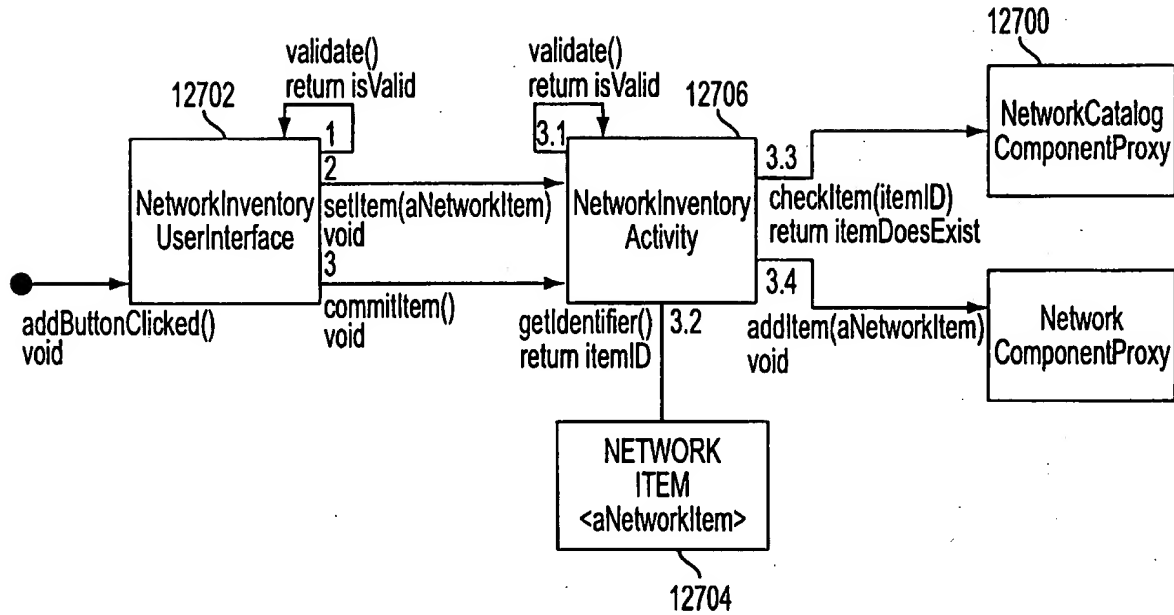 12700
validate()
return isValid
validate()
return isValid
12702
12706
NetworkCatalog
ComponentProxy
1
3.1
3.3
2
NetworkInventory
UserInterface
setItem(aNetworkItem)
void
NetworkInventory
Activity
checkItem(itemID)
return itemDoesExist
3
3.4
addButtonClicked()
void
commitItem()
void
getIdentifier()
return itemID
3.2
addItem(aNetworkItem)
void
Network
ComponentProxy
NETWORK
ITEM
<aNetworkItem>
12704